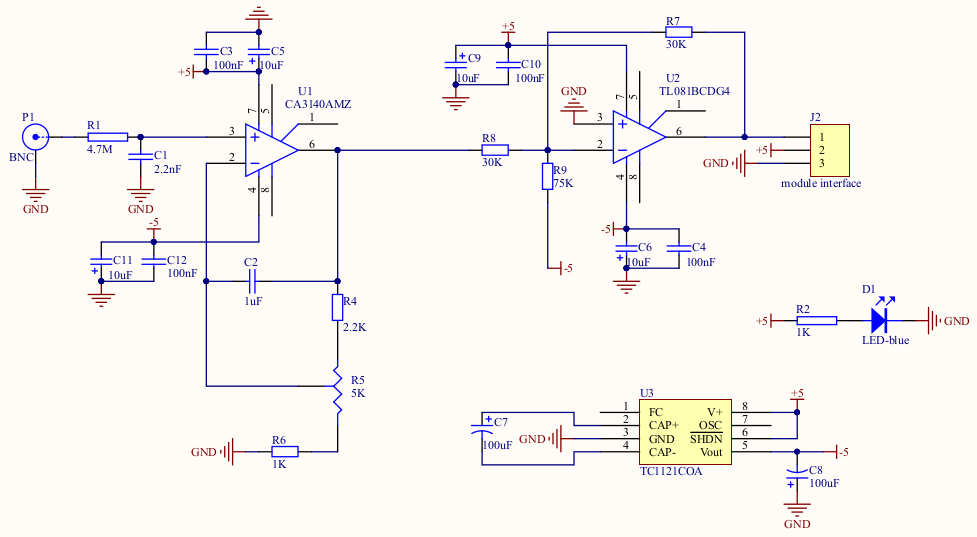 C3
100nF
C5
10uF
+5
U1
CA3140AMZ
7
5
1
3
2
6
4
8
P1
BNC
R1
4.7M
C1
2.2nF
GND
GND
-5
C11
10uF
C12
100nF
C2
1uF
R4
2.2K
R5
5K
R6
1K
GND
+5
C9
10uF
C10
100nF
R7
30K
U2
TL081BCDG4
7
5
1
3
2
6
4
8
GND
R8
30K
R9
75K
-5
-5
C6
10uF
C4
100nF
J2
1
2
3
+5
GND
module interface
D1
R2
1K
+5
LED-blue
GND
U3
1 FC V+ 8
2 CAP+ OSC 7
3 GND SHDN 6
4 CAP- Vout 5
TC1121COA
C7
100uF
GND
+5
-5
C8
100uF
GND